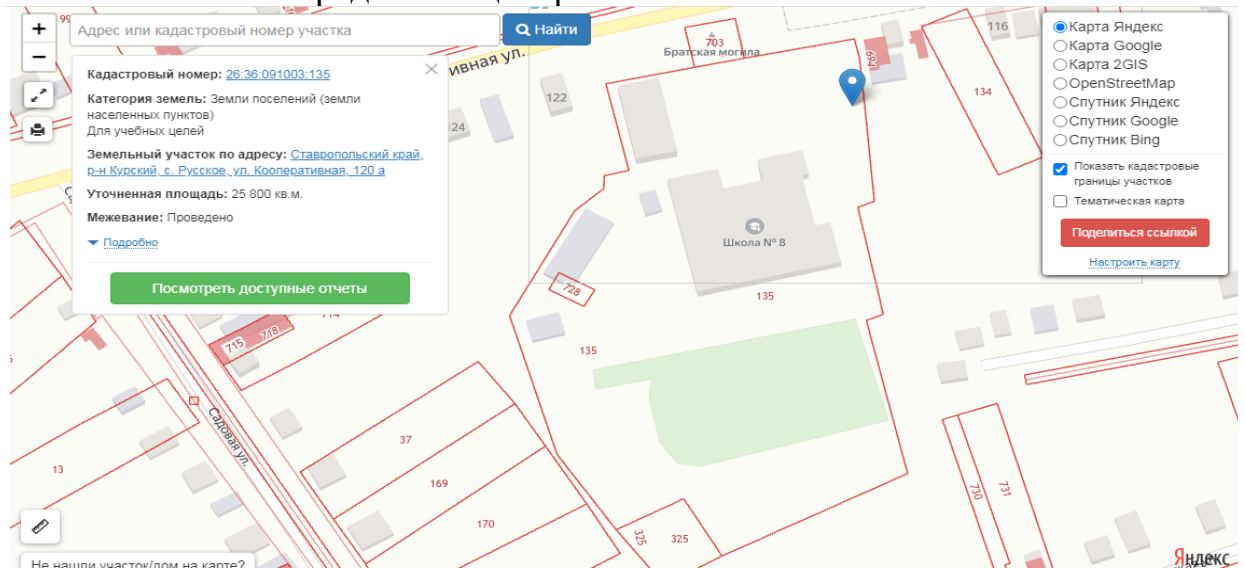 Адрес или кадастровый номер участка
Найти
Кадастровый номер: 26:36:091003:135
Категория земель: Земли поселений (земли
населенных пунктов)
Для учебных целей
Земельный участок по адресу: Ставропольский край,
р-н Курский, с. Русское, ул. Кооперативная, 120 а
Уточненная площадь: 25 800 кв.м.
Межевание: Проведено
Подробно
Посмотреть доступные отчеты
Карта Яндекс
Карта Google
Карта 2GIS
OpenStreetMap
Спутник Яндекс
Спутник Google
Спутник Bing
Показать кадастровые
границы участков
Тематическая карта
Поделиться ссылкой
Настроить карту
ивная ул.
703
Братская могила
694
116
134
122
124
Школа № 8
728
135
135
714
715
718
Садовая ул.
37
13
169
170
325
325
730
731
Не нашли участок/дом на карте?
Яндекс